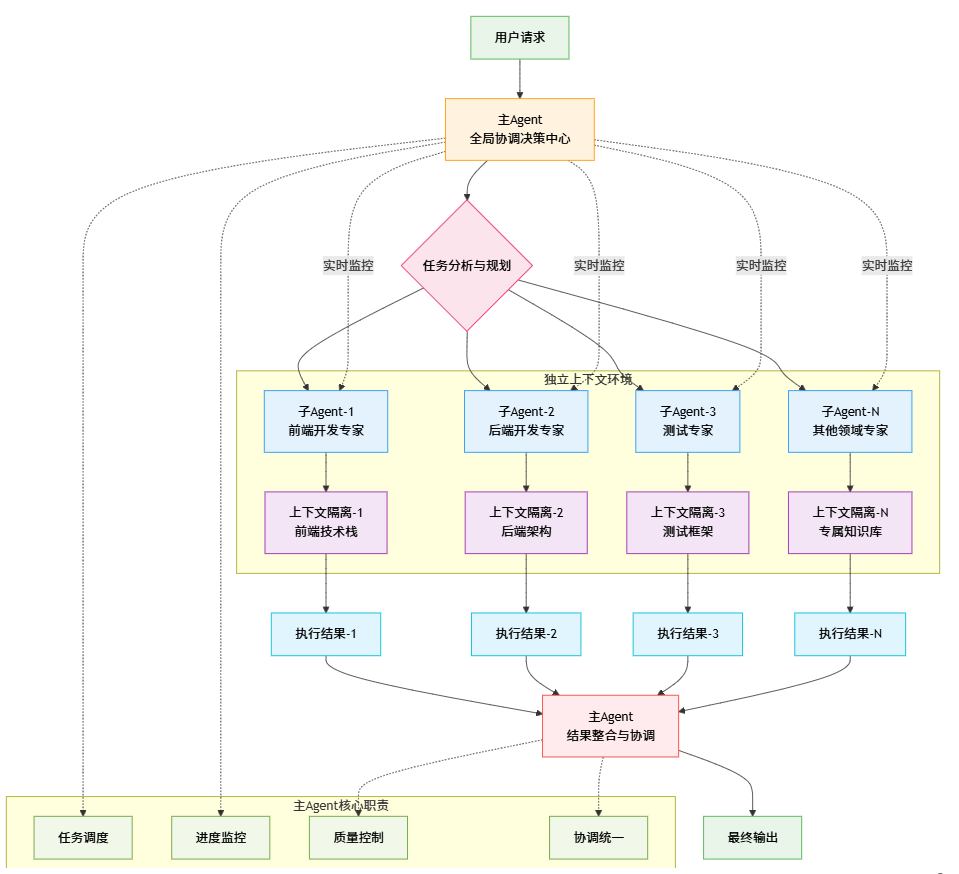 用户请求
主Agent
全局协调决策中心
任务分析与规划
实时监控
实时监控
实时监控
实时监控
独立上下文环境
子Agent-1
前端开发专家
子Agent-2
后端开发专家
子Agent-3
测试专家
子Agent-N
其他领域专家
上下文隔离-1
前端技术栈
上下文隔离-2
后端架构
上下文隔离-3
测试框架
上下文隔离-N
专属知识库
执行结果-1
执行结果-2
执行结果-3
执行结果-N
主Agent
结果整合与协调
主Agent核心职责
任务调度
进度监控
质量控制
协调统一
最终输出